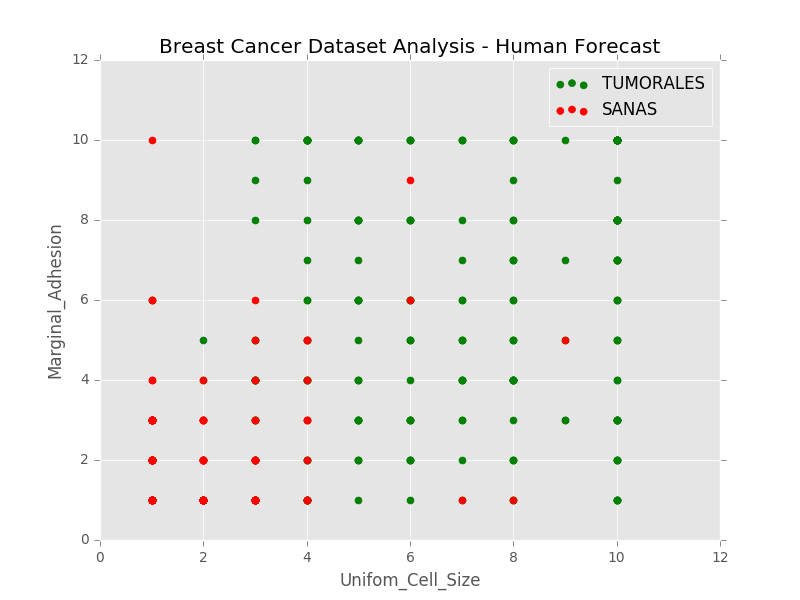 Breast Cancer Dataset Analysis - Human Forecast
TUMORALES
SANAS
Marginal_Adhesion
12
10
8
6
4
2
0
0 2 4 6 8 10 12
Unifom_Cell_Size